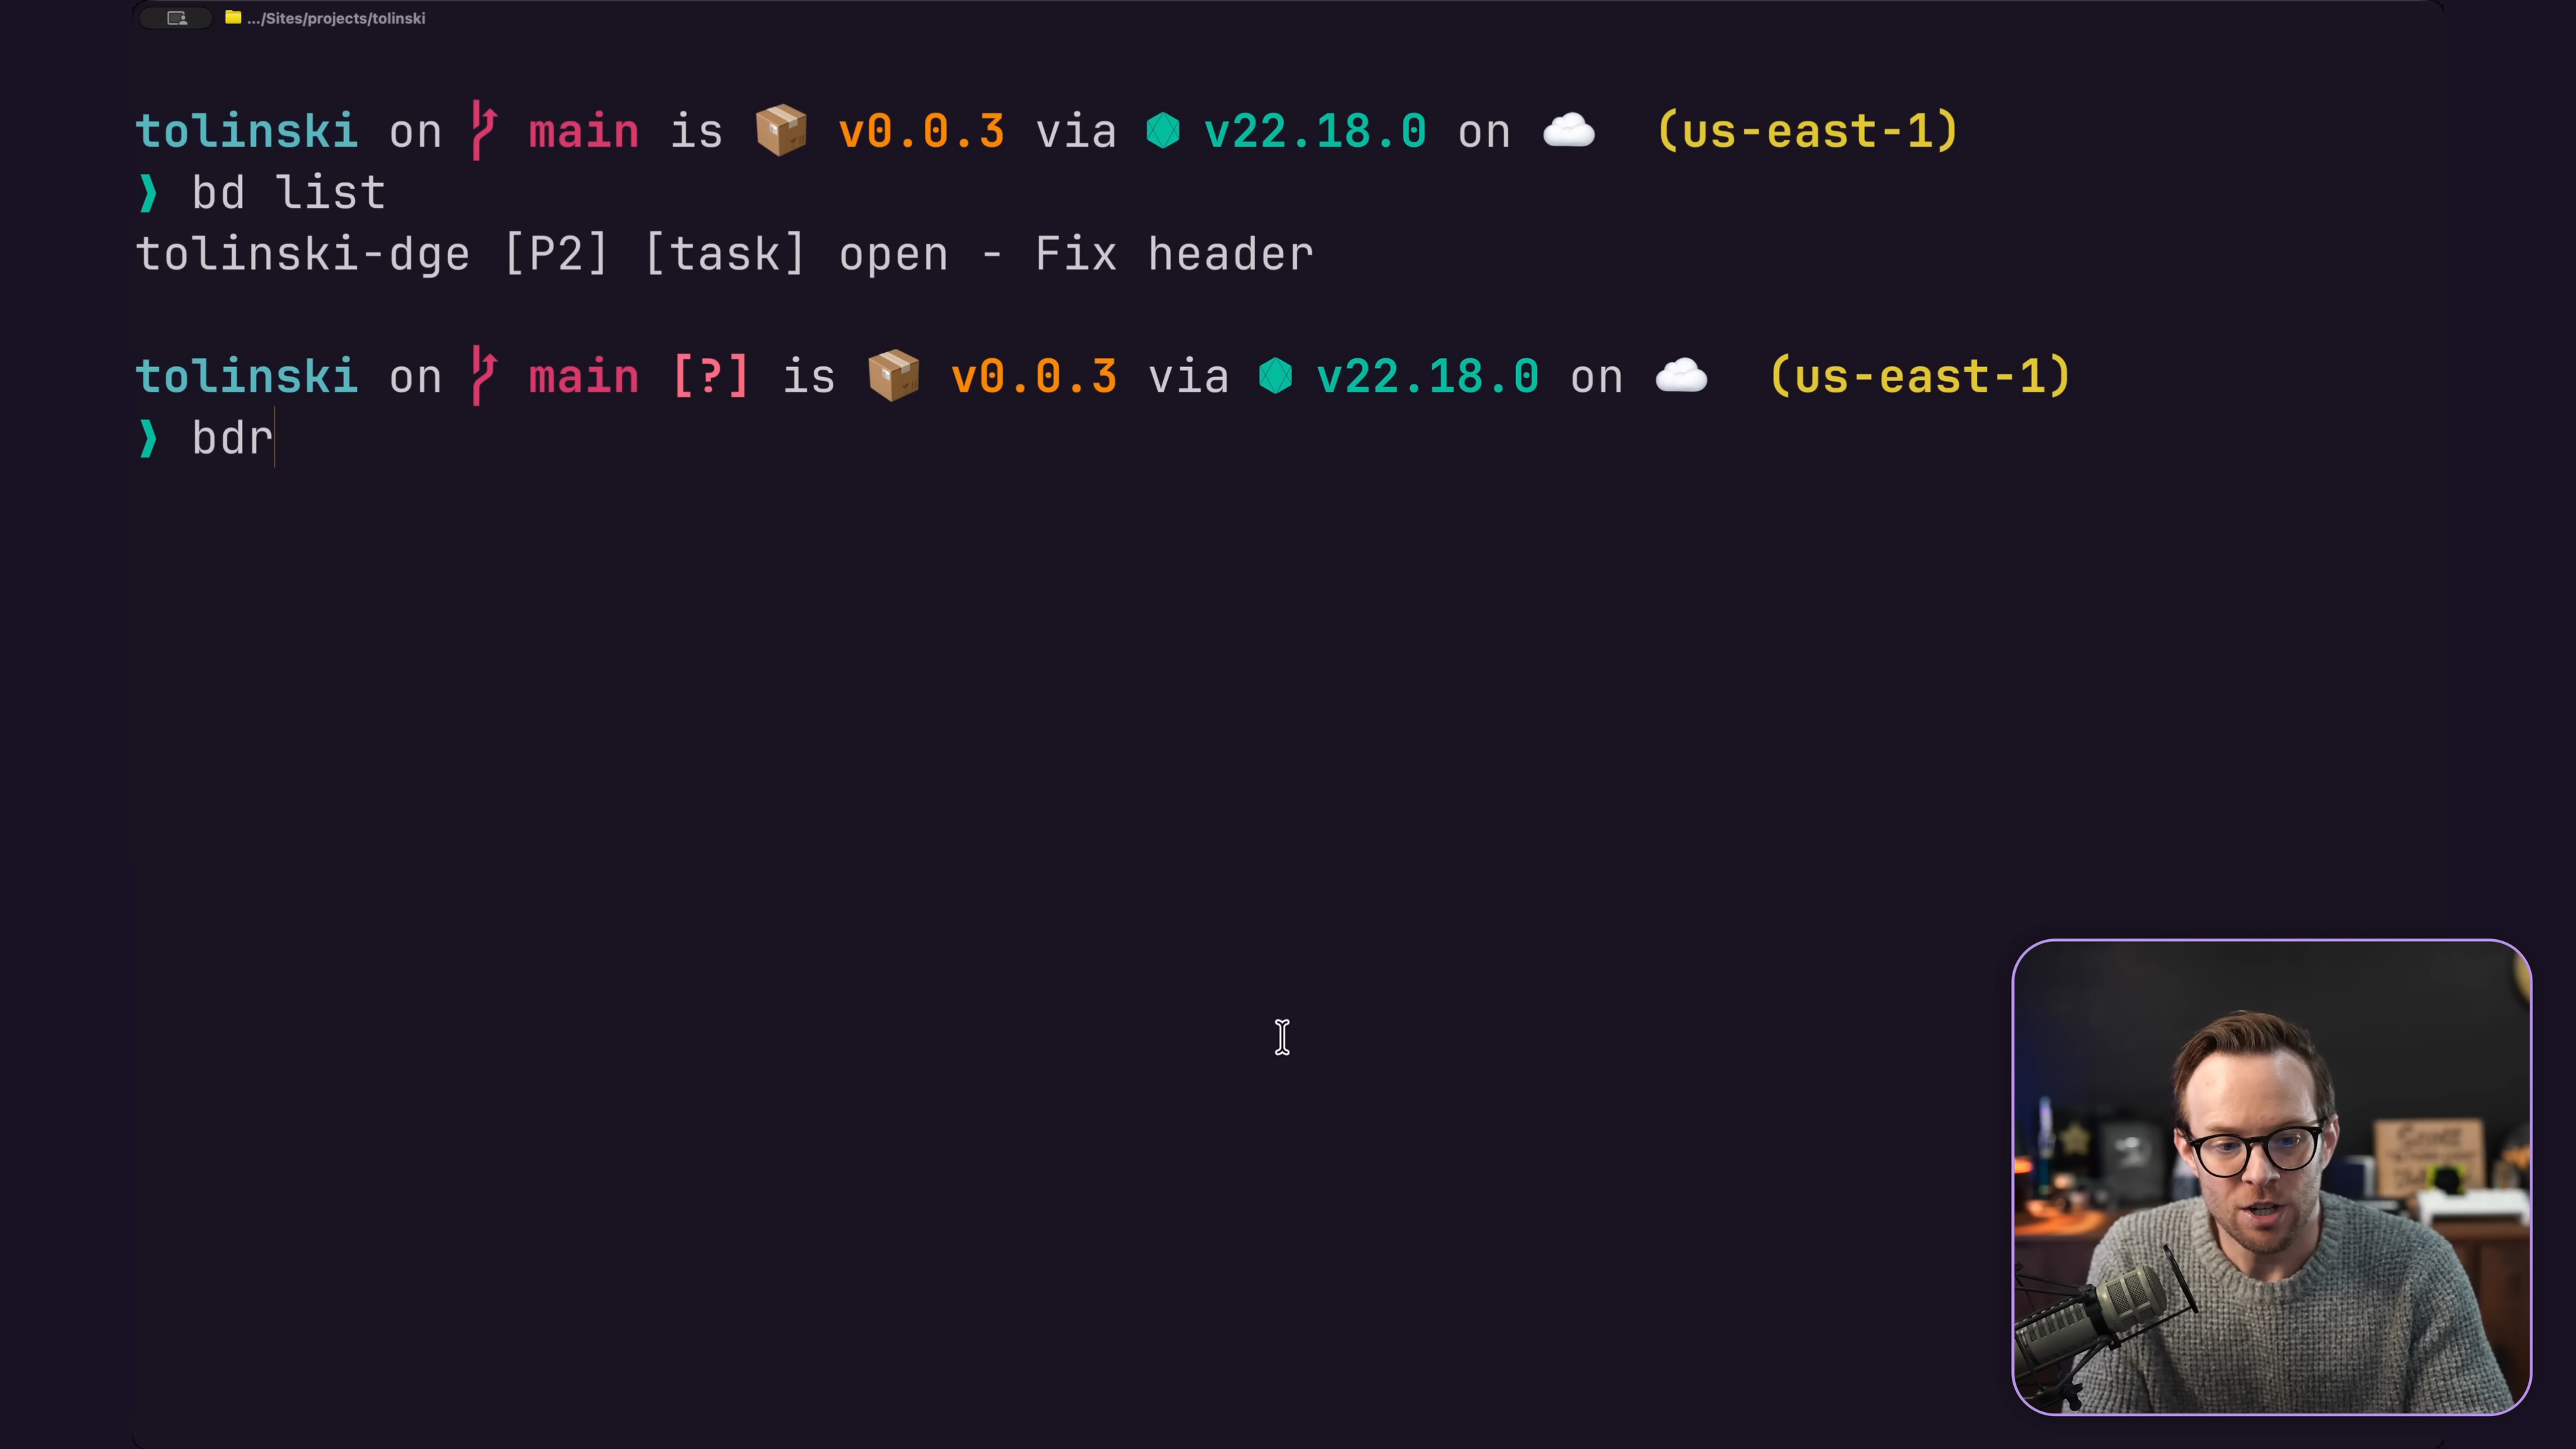 .../Sites/projects/tolinski
tolinski on main is v0.0.3 via v22.18.0 on (us-east-1)
❯ bd list
tolinski-dge [P2] [task] open - Fix header
tolinski on main [?] is v0.0.3 via v22.18.0 on (us-east-1)
❯ bdr